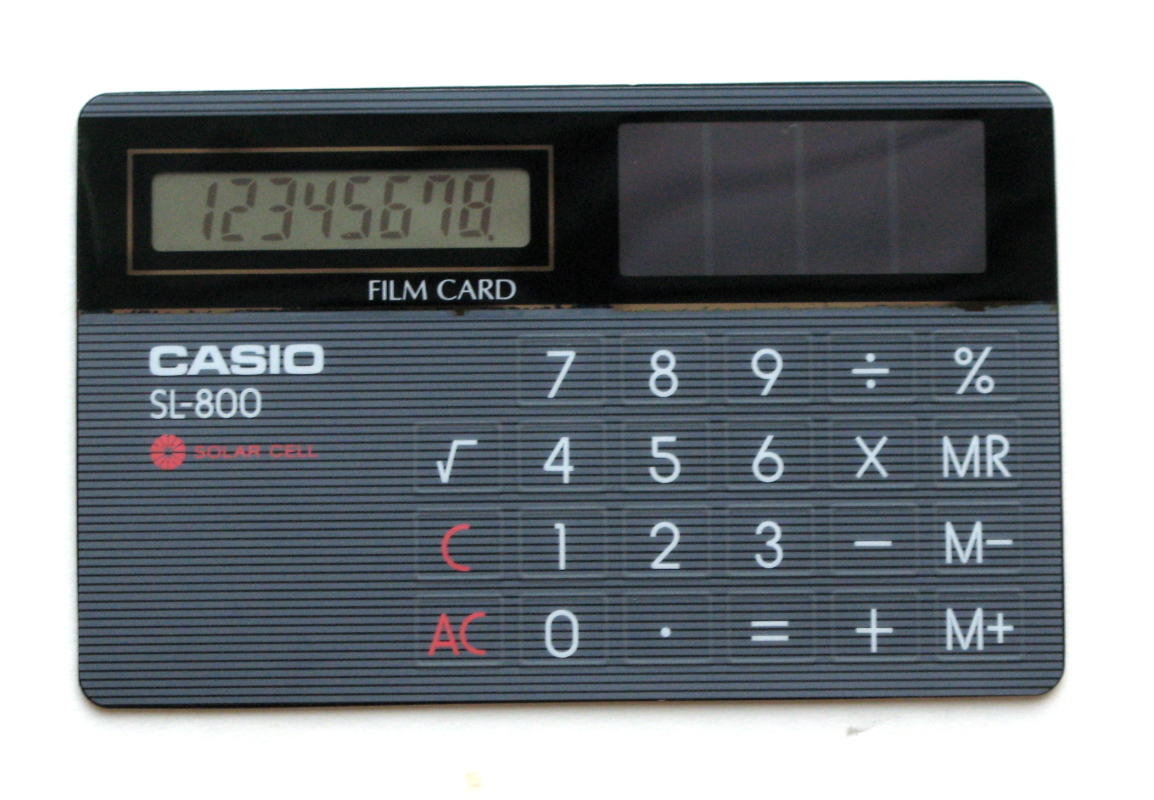 12345678.
FILM CARD
CASIO
SL-800
SOLAR CELL
7 8 9 ÷ %
√ 4 5 6 X MR
C 1 2 3 − M−
AC 0 · = + M+